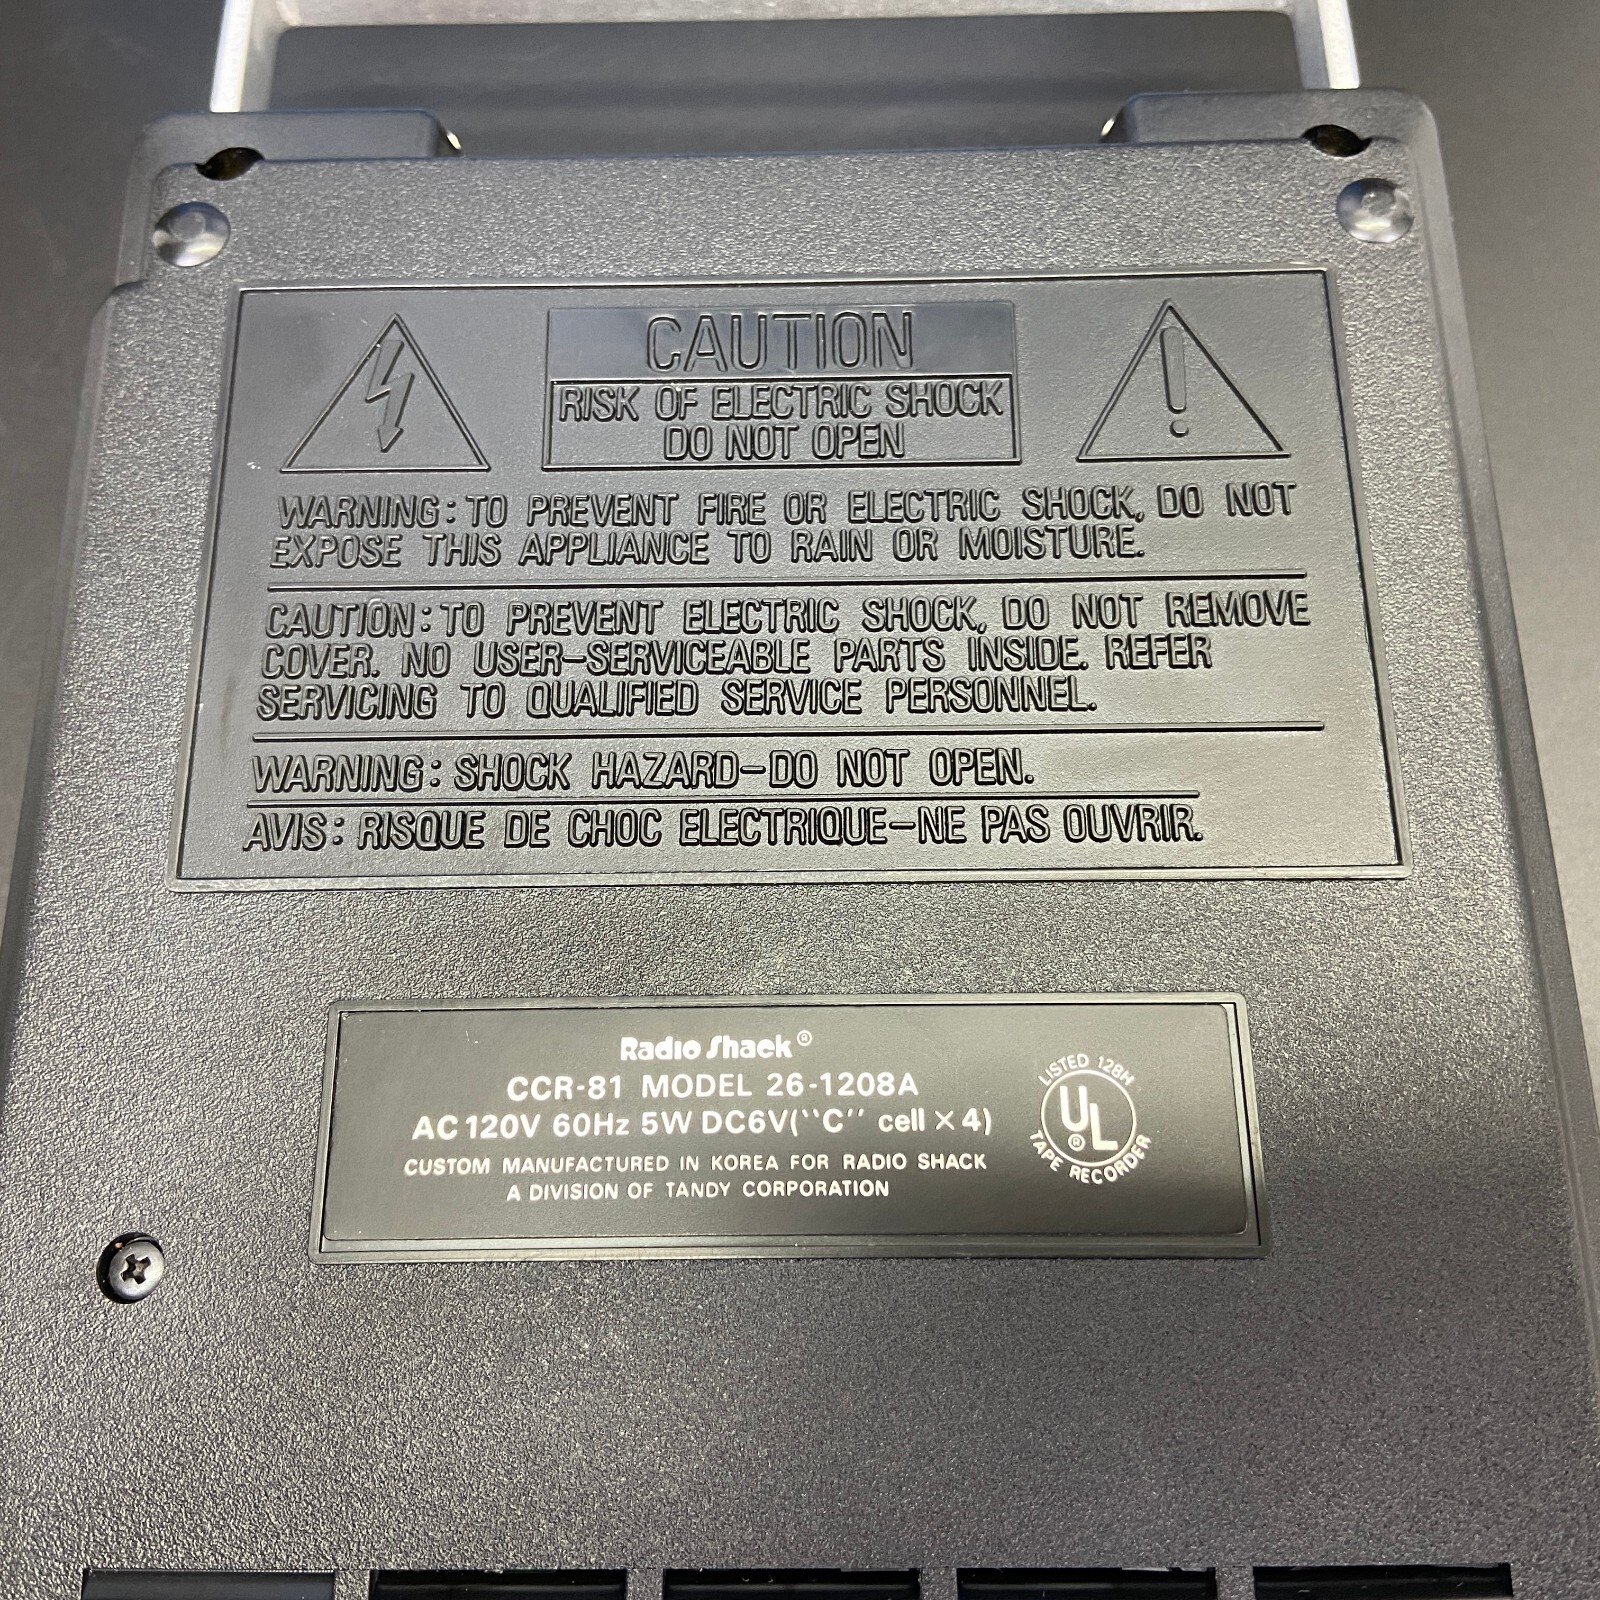 CAUTION
RISK OF ELECTRIC SHOCK
DO NOT OPEN
WARNING: TO PREVENT FIRE OR ELECTRIC SHOCK, DO NOT
EXPOSE THIS APPLIANCE TO RAIN OR MOISTURE.
CAUTION: TO PREVENT ELECTRIC SHOCK, DO NOT REMOVE
COVER. NO USER-SERVICEABLE PARTS INSIDE. REFER
SERVICING TO QUALIFIED SERVICE PERSONNEL.
WARNING: SHOCK HAZARD-DO NOT OPEN.
AVIS: RISQUE DE CHOC ELECTRIQUE-NE PAS OUVRIR.
Radio Shack®
CCR-81 MODEL 26-1208A
AC 120V 60Hz 5W DC6V(''C'' cell × 4)
CUSTOM MANUFACTURED IN KOREA FOR RADIO SHACK
A DIVISION OF TANDY CORPORATION
LISTED 128H
UL®
TAPE RECORDER